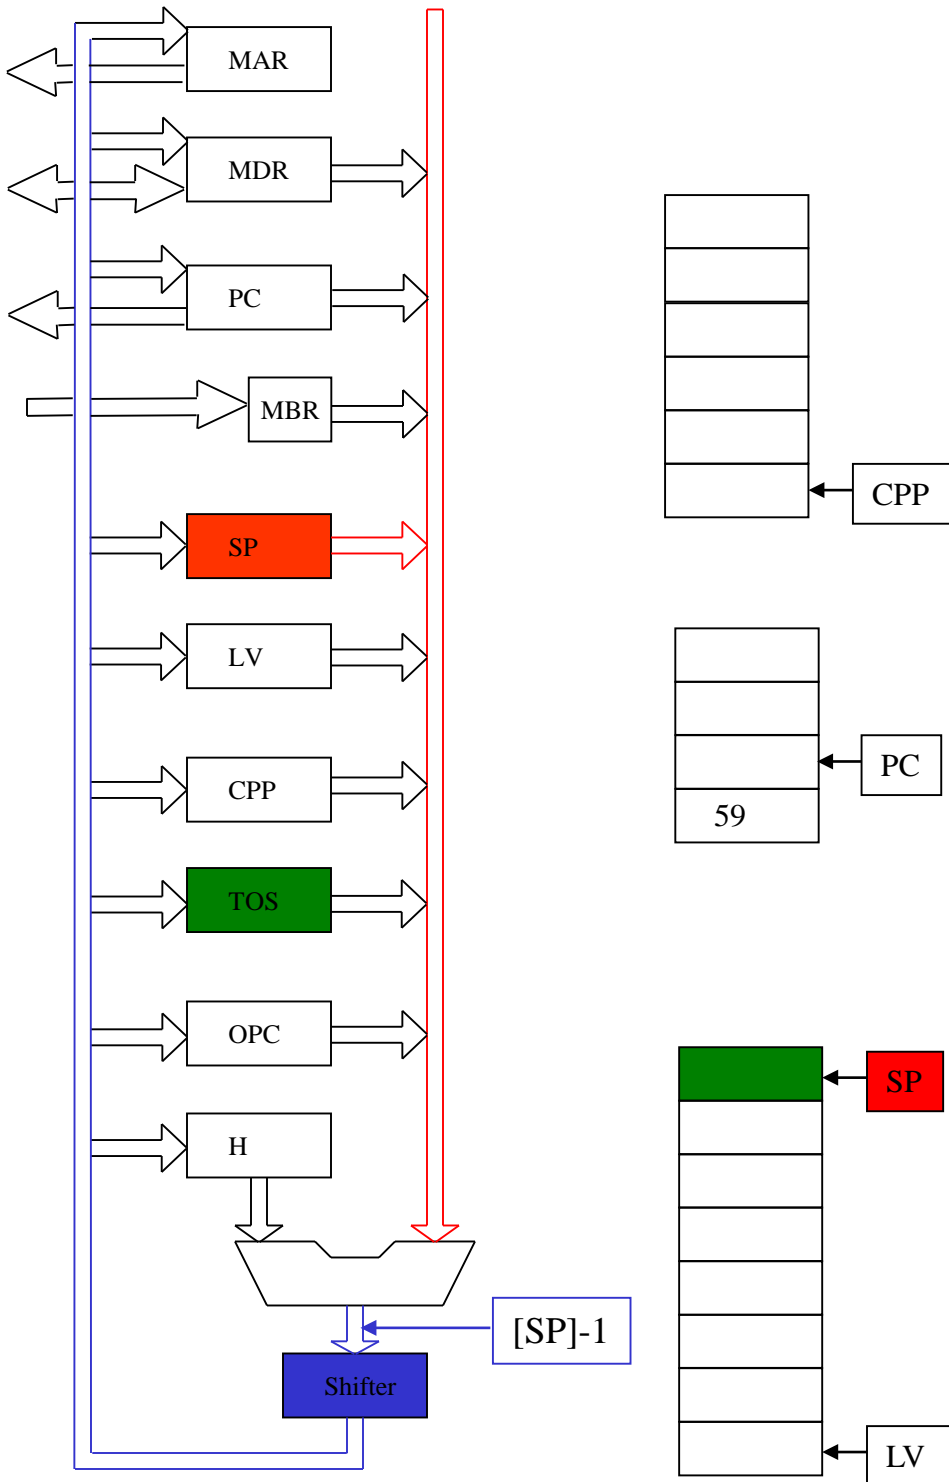 MAR
MDR
PC
MBR
SP
LV
CPP
TOS
OPC
H
[SP]-1
Shifter
CPP
PC
59
SP
LV